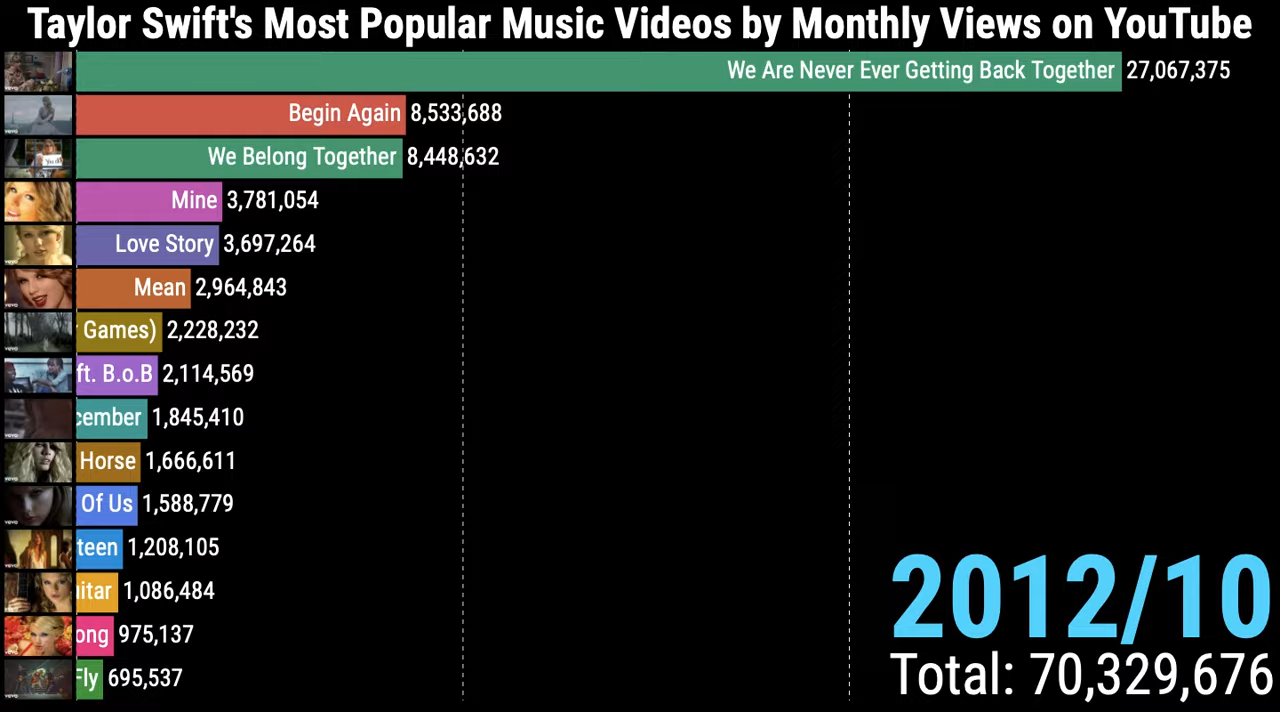 Taylor Swift's Most Popular Music Videos by Monthly Views on YouTube
We Are Never Ever Getting Back Together 27,067,375
Begin Again 8,533,688
We Belong Together 8,448,632
Mine 3,781,054
Love Story 3,697,264
Mean 2,964,843
Games) 2,228,232
ft. B.o.B 2,114,569
cember 1,845,410
Horse 1,666,611
Of Us 1,588,779
teen 1,208,105
itar 1,086,484
ong 975,137
Fly 695,537
2012/10
Total: 70,329,676